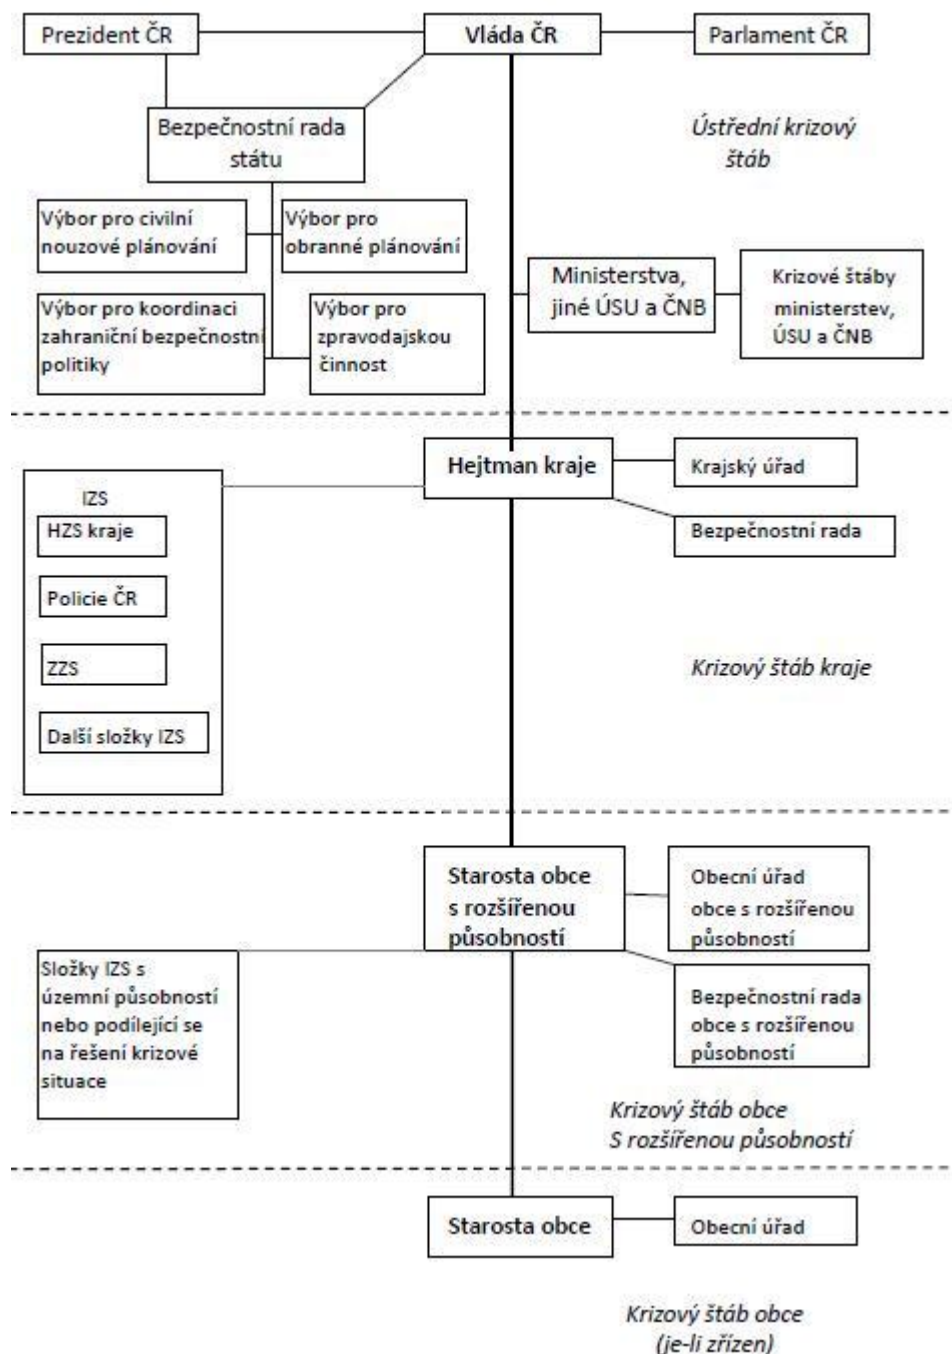 Prezident ČR
Vláda ČR
Parlament ČR
Bezpečnostní rada
státu
Ústřední krizový
štáb
Výbor pro civilní
nouzové plánování
Výbor pro
obranné plánování
Ministerstva,
jiné ÚSU a ČNB
Krizové štáby
ministerstev,
ÚSU a ČNB
Výbor pro koordinaci
zahraniční bezpečnostní
politiky
Výbor pro
zpravodajskou
činnost
Hejtman kraje
Krajský úřad
Bezpečnostní rada
IZS
HZS kraje
Policie ČR
ZZS
Další složky IZS
Krizový štáb kraje
Starosta obce
s rozšířenou
působností
Obecní úřad
obce s rozšířenou
působností
Složky IZS s
územní působností
nebo podílející se
na řešení krizové
situace
Bezpečnostní rada
obce s rozšířenou
působností
Krizový štáb obce
S rozšířenou působností
Starosta obce
Obecní úřad
Krizový štáb obce
(je-li zřízen)